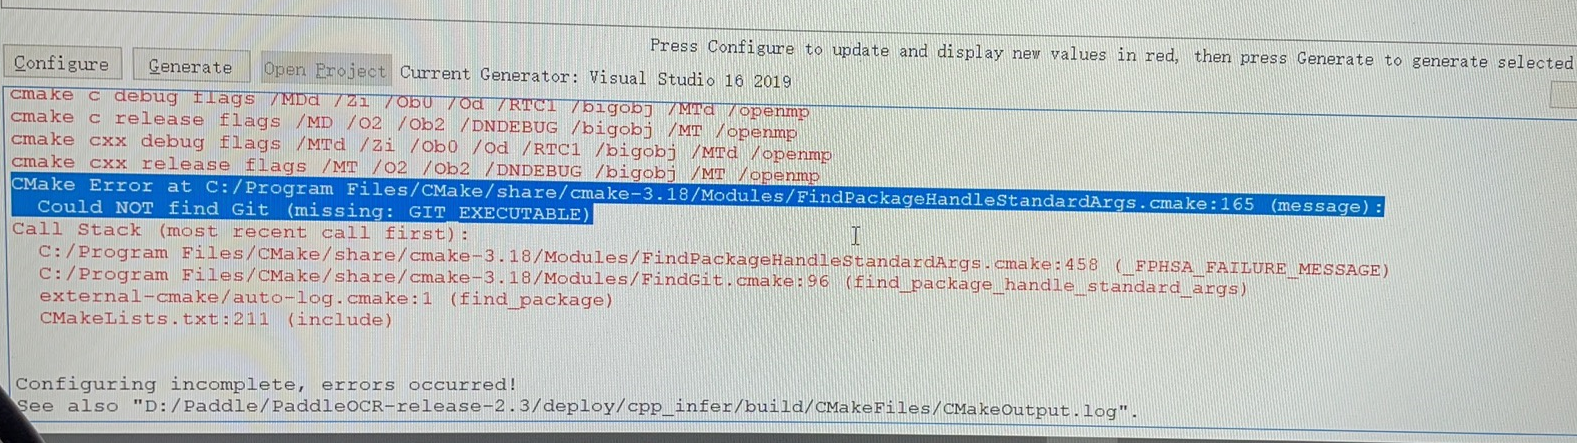 Press Configure to update and display new values in red, then press Generate to generate selected
Configure Generate Open Project Current Generator: Visual Studio 16 2019
cmake c debug flags /MDd /Zi /Ob0 /Od /RTC1 /bigobj /MTd /openmp
cmake c release flags /MD /O2 /Ob2 /DNDEBUG /bigobj /MT /openmp
cmake cxx debug flags /MTd /Zi /Ob0 /Od /RTC1 /bigobj /MTd /openmp
cmake cxx release flags /MT /O2 /Ob2 /DNDEBUG /bigobj /MT /openmp
CMake Error at C:/Program Files/CMake/share/cmake-3.18/Modules/FindPackageHandleStandardArgs.cmake:165 (message):
Could NOT find Git (missing: GIT_EXECUTABLE)
Call Stack (most recent call first):
C:/Program Files/CMake/share/cmake-3.18/Modules/FindPackageHandleStandardArgs.cmake:458 (_FPHSA_FAILURE_MESSAGE)
C:/Program Files/CMake/share/cmake-3.18/Modules/FindGit.cmake:96 (find_package_handle_standard_args)
external-cmake/auto-log.cmake:1 (find_package)
CMakeLists.txt:211 (include)
Configuring incomplete, errors occurred!
See also "D:/Paddle/PaddleOCR-release-2.3/deploy/cpp_infer/build/CMakeFiles/CMakeOutput.log".